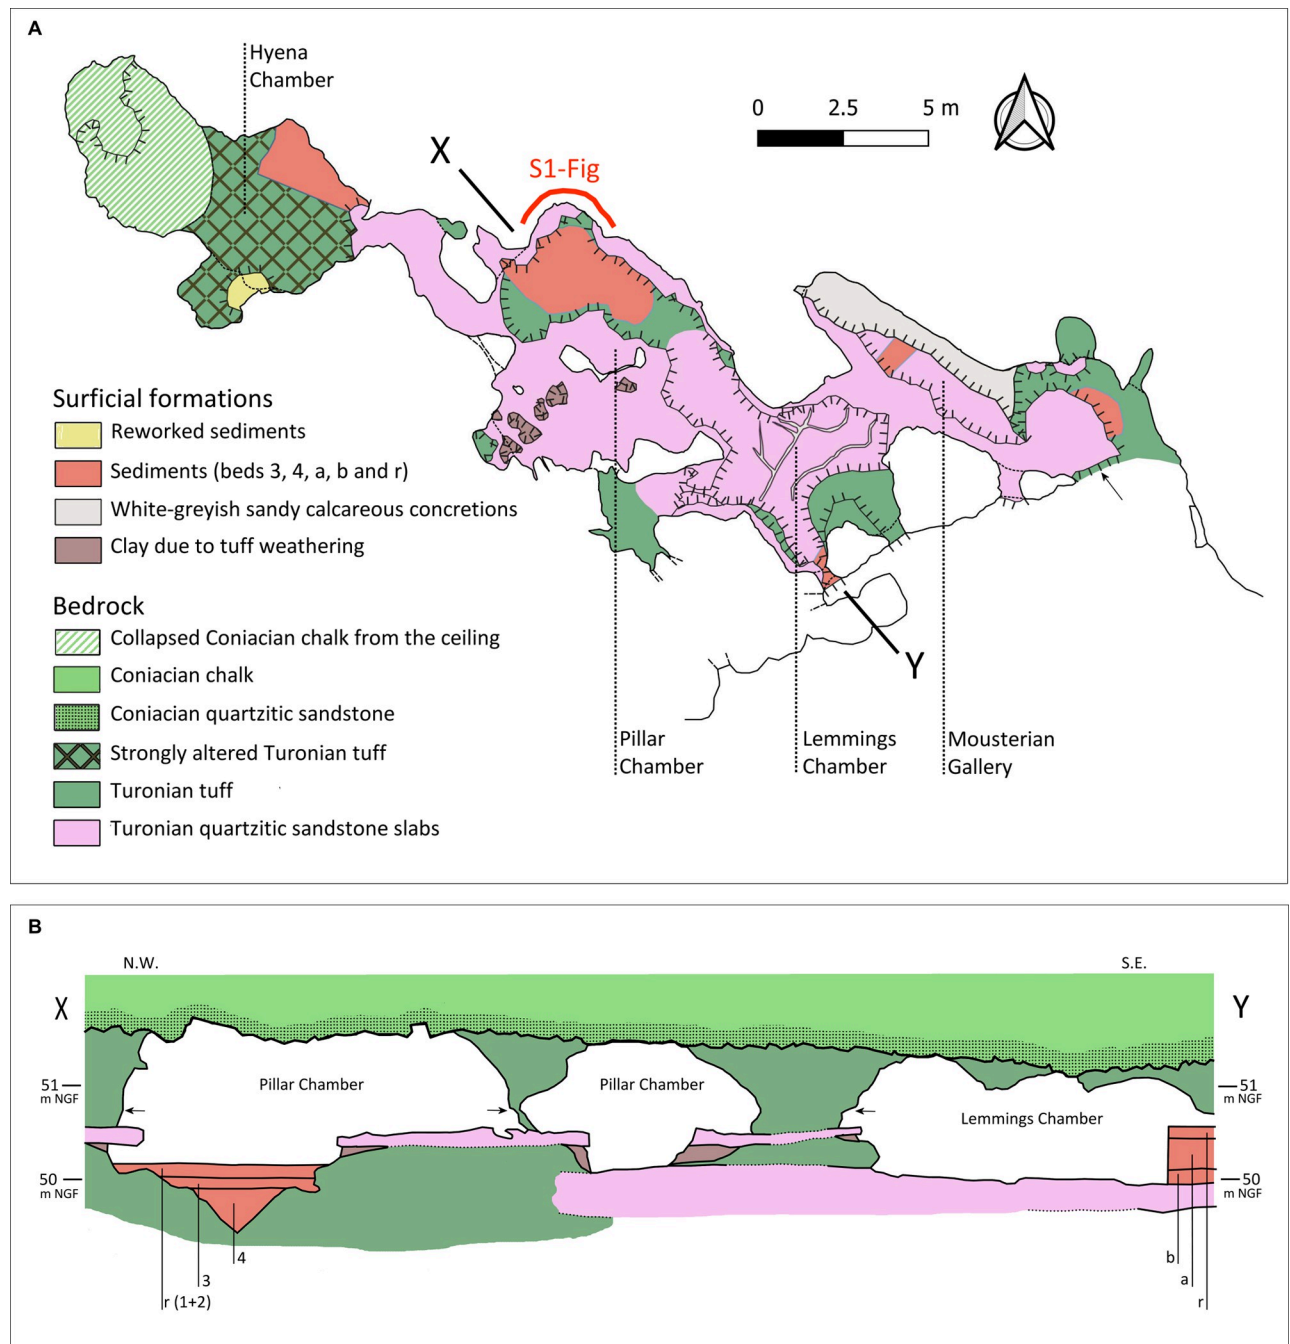 A
Hyena
Chamber
0 2.5 5 m
X
S1-Fig
Surficial formations
Reworked sediments
Sediments (beds 3, 4, a, b and r)
White-greyish sandy calcareous concretions
Clay due to tuff weathering
Bedrock
Collapsed Coniacian chalk from the ceiling
Coniacian chalk
Coniacian quartzitic sandstone
Strongly altered Turonian tuff
Turonian tuff
Turonian quartzitic sandstone slabs
Y
Pillar
Chamber
Lemmings
Chamber
Mousterian
Gallery
B
N.W.
S.E.
X
Y
51
m NGF
Pillar Chamber
Pillar Chamber
Lemmings Chamber
51
m NGF
50
m NGF
50
m NGF
4
3
r (1+2)
b
a
r